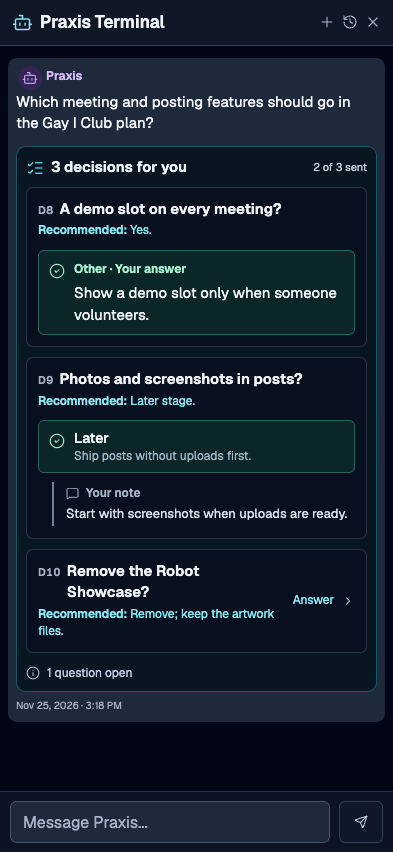 Praxis Terminal
Praxis
Which meeting and posting features should go in
the Gay I Club plan?
3 decisions for you
2 of 3 sent
D8 A demo slot on every meeting?
Recommended: Yes.
Other · Your answer
Show a demo slot only when someone
volunteers.
D9 Photos and screenshots in posts?
Recommended: Later stage.
Later
Ship posts without uploads first.
Your note
Start with screenshots when uploads are ready.
D10 Remove the Robot
Showcase?
Recommended: Remove; keep the artwork
files.
Answer
1 question open
Nov 25, 2026 · 3:18 PM
Message Praxis...